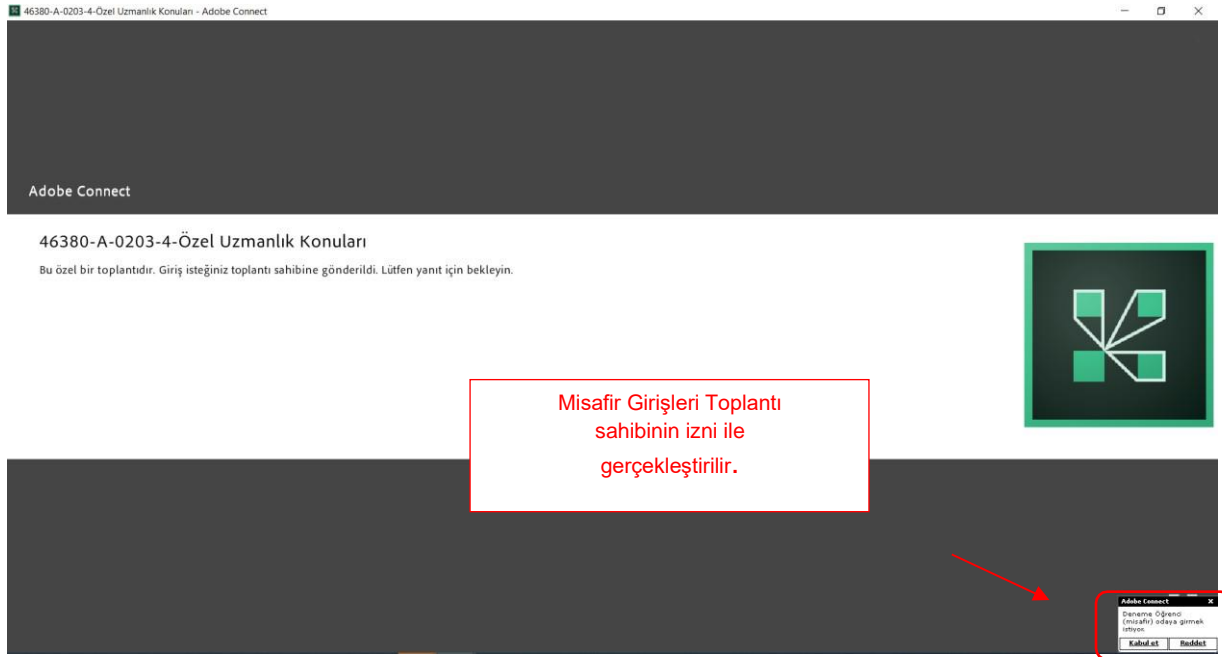 46380-A-0203-4-Özel Uzmanlık Konuları - Adobe Connect
Adobe Connect
46380-A-0203-4-Özel Uzmanlık Konuları
Bu özel bir toplantıdır. Giriş isteğiniz toplantı sahibine gönderildi. Lütfen yanıt için bekleyin.
Misafir Girişleri Toplantı
sahibinin izni ile
gerçekleştirilir.
Adobe Connect X
Deneme Öğrenci
(misafir) odaya girmek
istiyor.
Kabul et Reddet